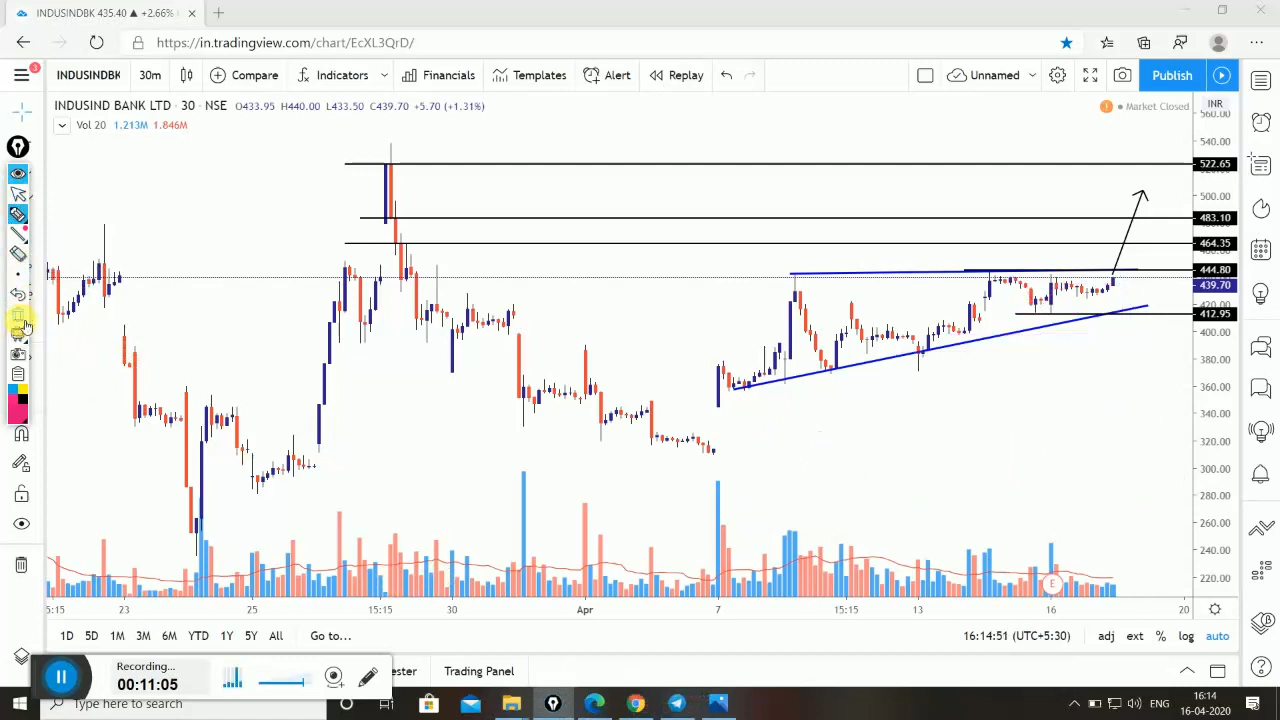 INDUSINDBK 435.40 ▲ +2.66%
https://in.tradingview.com/chart/EcXL3QrD/
3
INDUSINDBK 30m Compare Indicators Financials Templates Alert Replay Unnamed Publish
INDUSIND BANK LTD · 30 · NSE O433.95 H440.00 L433.50 C439.70 +5.70 (+1.31%)
! Market Closed
INR
Vol 20 1.213M 1.846M
560.00
540.00
522.65
500.00
483.10
464.35
444.80
439.70
420.00
412.95
400.00
380.00
360.00
340.00
320.00
300.00
280.00
260.00
240.00
220.00
E
5:15 23 25 15:15 30 Apr 7 15:15 13 16 20
1D 5D 1M 3M 6M YTD 1Y 5Y All Go to... 16:14:51 (UTC+5:30) adj ext % log auto
Recording...
00:11:05
ester Trading Panel
Type here to search
ENG
16:14
16-04-2020